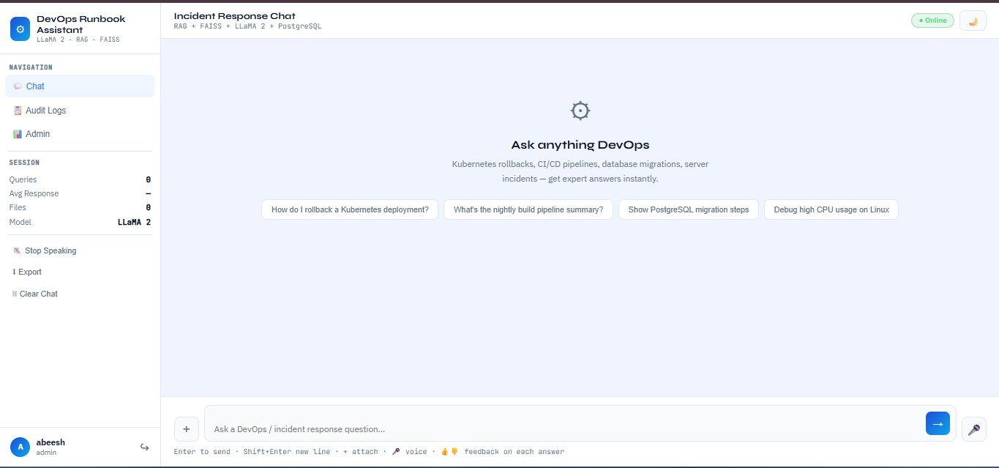 DevOps Runbook
Assistant
LLaMA 2 · RAG · FAISS
NAVIGATION
Chat
Audit Logs
Admin
SESSION
Queries 0
Avg Response —
Files 0
Model LLaMA 2
Stop Speaking
Export
Clear Chat
A
abeesh
admin
Incident Response Chat
RAG + FAISS + LLaMA 2 + PostgreSQL
● Online
Ask anything DevOps
Kubernetes rollbacks, CI/CD pipelines, database migrations, server
incidents — get expert answers instantly.
How do I rollback a Kubernetes deployment?
What's the nightly build pipeline summary?
Show PostgreSQL migration steps
Debug high CPU usage on Linux
+
Ask a DevOps / incident response question...
→
Enter to send · Shift+Enter new line · + attach · 🎤 voice · 👍👎 feedback on each answer